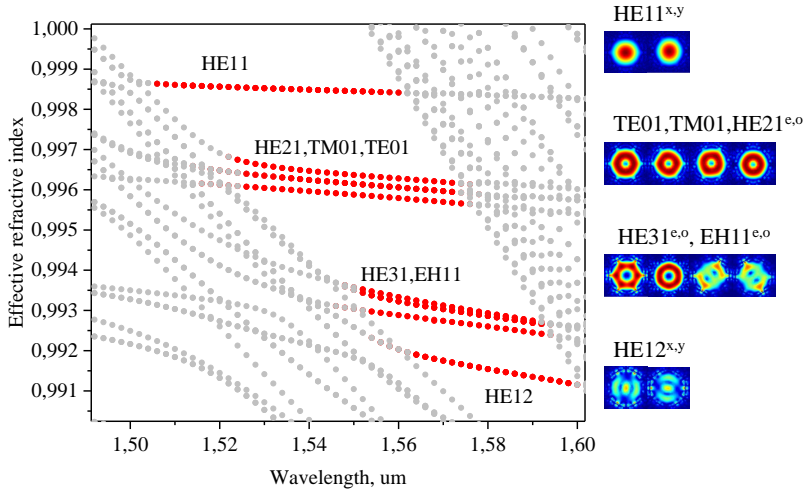 1,000
0,999
0,998
0,997
0,996
0,995
0,994
0,993
0,992
0,991
Effective refractive index
HE11
HE21,TM01,TE01
HE31,EH11
HE12
1,50
1,52
1,54
1,56
1,58
1,60
Wavelength, um
HE11x,y
TE01,TM01,HE21e,o
HE31e,o, EH11e,o
HE12x,y